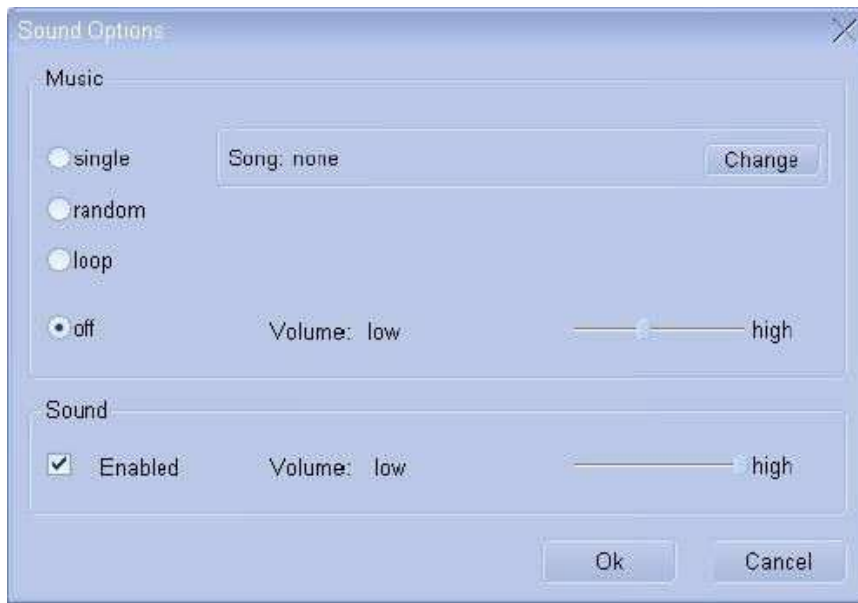 Sound Options
Music
single
Song: none
Change
random
loop
off
Volume: low
high
Sound
Enabled
Volume: low
high
Ok
Cancel